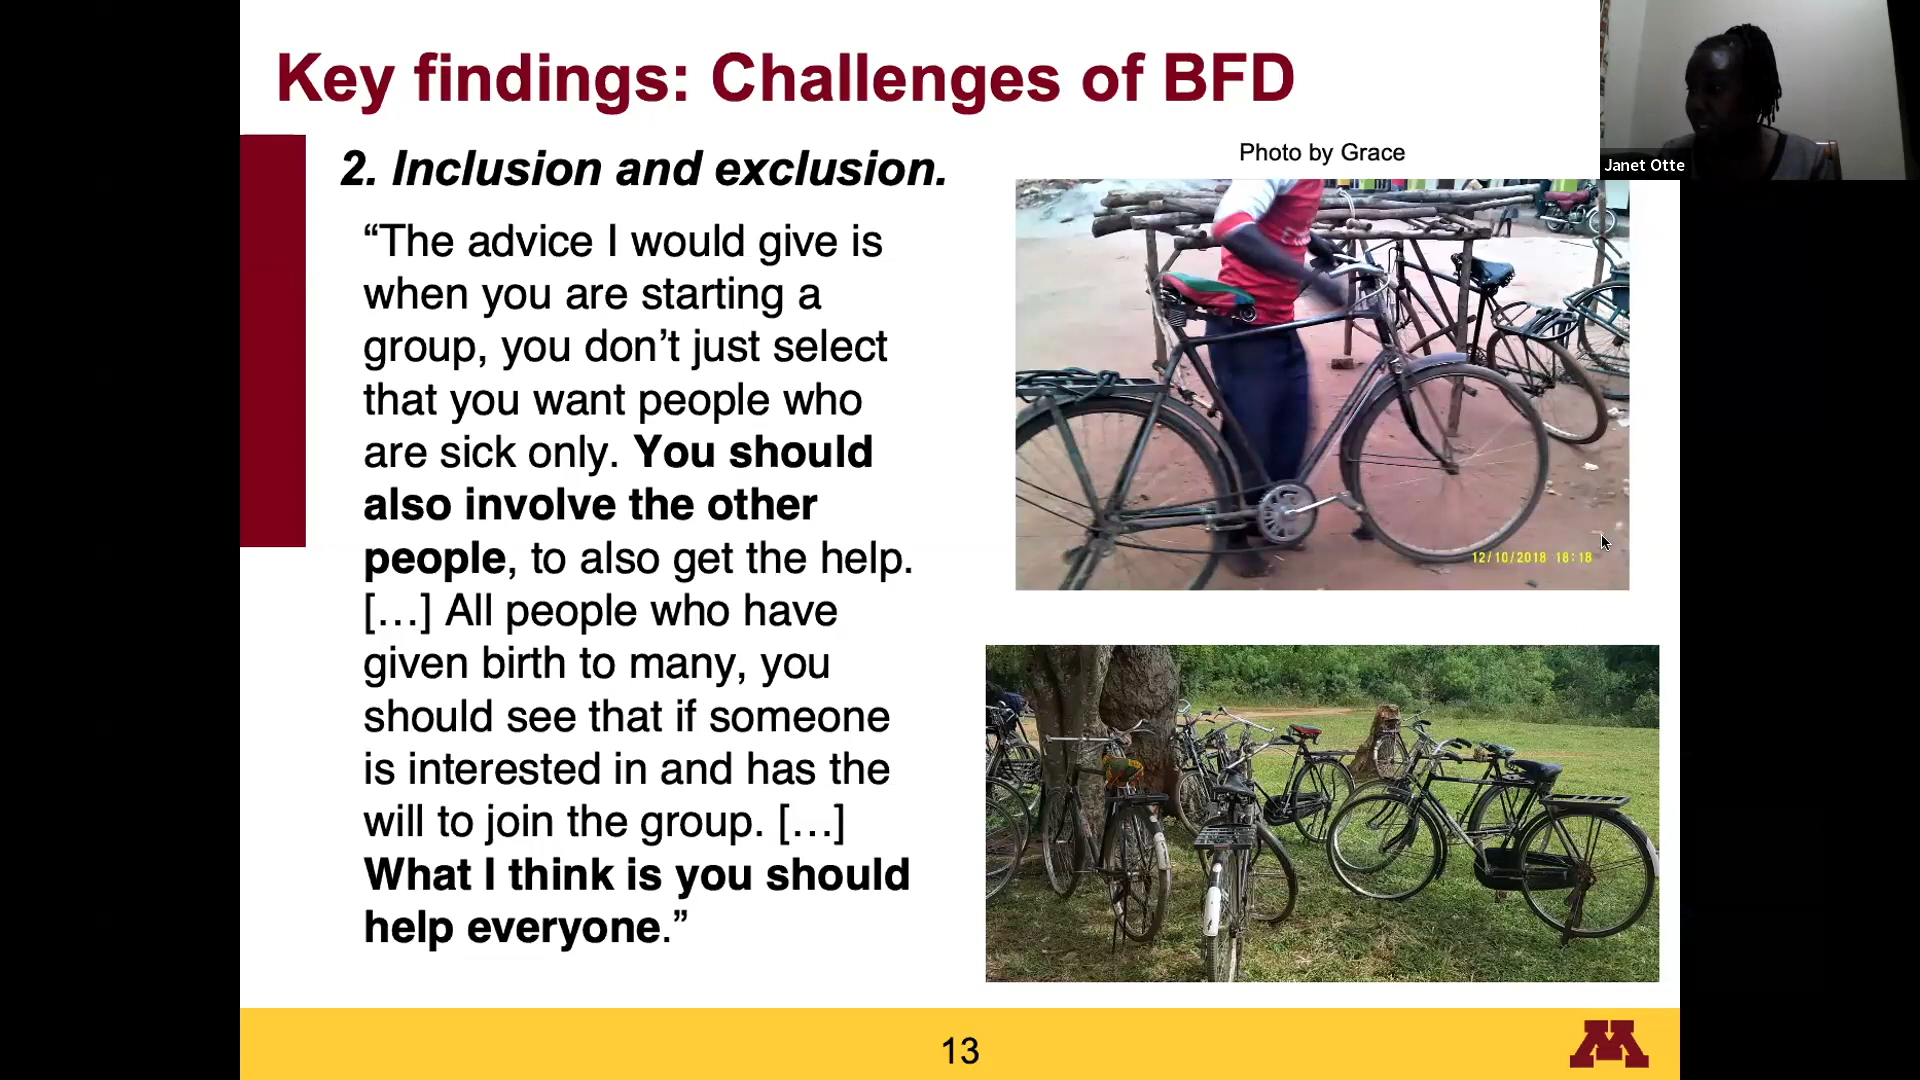 Key findings: Challenges of BFD
2. Inclusion and exclusion.
“The advice I would give is
when you are starting a
group, you don’t just select
that you want people who
are sick only. You should
also involve the other
people, to also get the help.
[…] All people who have
given birth to many, you
should see that if someone
is interested in and has the
will to join the group. […]
What I think is you should
help everyone.”
Photo by Grace
12/10/2018 18:18
Janet Otte
13
M